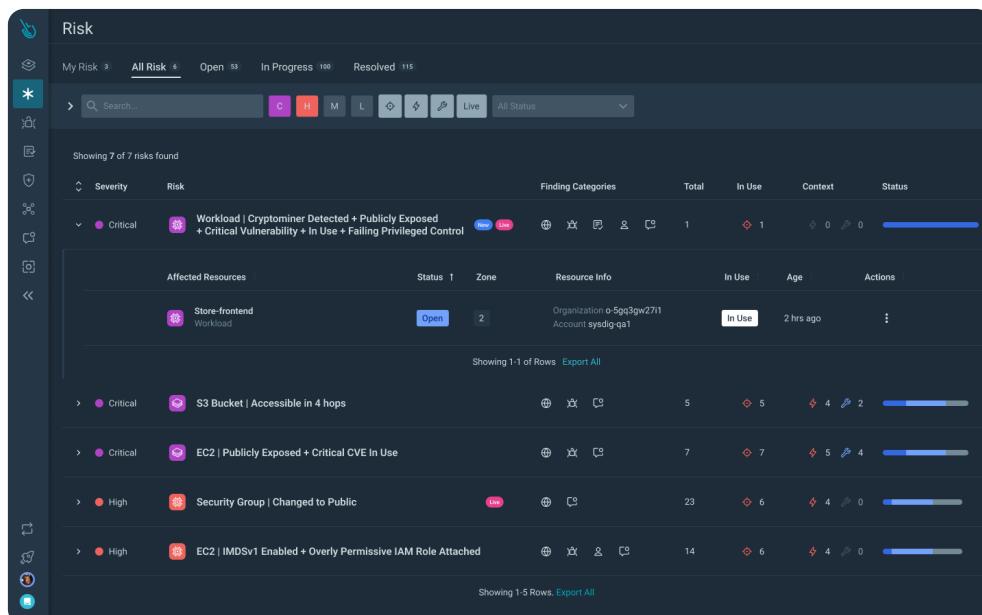 Risk
My Risk 3 All Risk 6 Open 53 In Progress 100 Resolved 115
Search... C H M L Live All Status
Showing 7 of 7 risks found
Severity Risk Finding Categories Total In Use Context Status
Critical Workload | Cryptominer Detected + Publicly Exposed
+ Critical Vulnerability + In Use + Failing Privileged Control New Live 1 1 0 0
Affected Resources Status ↑ Zone Resource Info In Use Age Actions
Store-frontend
Workload Open 2 Organization o-5gq3gw27i1
Account sysdig-qa1 In Use 2 hrs ago
Showing 1-1 of Rows Export All
Critical S3 Bucket | Accessible in 4 hops 5 5 4 2
Critical EC2 | Publicly Exposed + Critical CVE In Use 7 7 5 4
High Security Group | Changed to Public Live 23 6 4 0
High EC2 | IMDSv1 Enabled + Overly Permissive IAM Role Attached 14 6 4 0
Showing 1-5 Rows. Export All